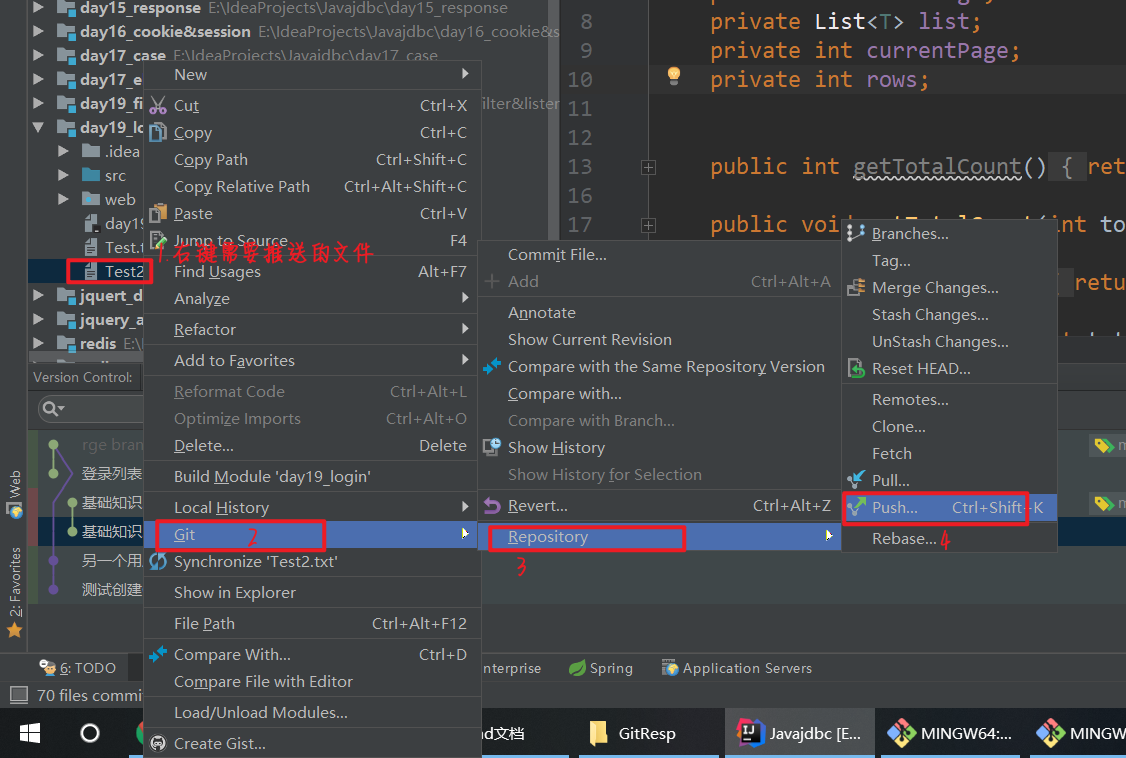 day15_response E:\IdeaProjects\Javajdbc\day15_response
day16_cookie&session E:\IdeaProjects\Javajdbc\day16_cookie&s
day17_case E:\IdeaProjects\Javajdbc\day17_case
day17_e
day19_fi
ilter&lister
day19_lo
.idea
src
web
day19
Test.
Test2
jquert_d
jquery_a
redis E:\
8 private List<T> list;
9 private int currentPage;
10 private int rows;
11
12
13 public int getTotalCount() { ret
16
17 public void setTotalCount(int to
retu
New
Cut Ctrl+X
Copy Ctrl+C
Copy Path Ctrl+Shift+C
Copy Relative Path Ctrl+Alt+Shift+C
Paste Ctrl+V
Jump to Source F4
1.右键需要推送的文件
Find Usages Alt+F7
Analyze
Refactor
Add to Favorites
Reformat Code Ctrl+Alt+L
Optimize Imports Ctrl+Alt+O
Delete... Delete
Build Module 'day19_login'
Local History
Git 2
Synchronize 'Test2.txt'
Show in Explorer
File Path Ctrl+Alt+F12
Compare With... Ctrl+D
Compare File with Editor
Load/Unload Modules...
Create Gist...
Commit File...
Add Ctrl+Alt+A
Annotate
Show Current Revision
Compare with the Same Repository Version
Compare with...
Compare with Branch...
Show History
Show History for Selection
Revert... Ctrl+Alt+Z
Repository
3
Branches...
Tag...
Merge Changes...
Stash Changes...
UnStash Changes...
Reset HEAD...
Remotes...
Clone...
Fetch
Pull...
Push... Ctrl+Shift+K
Rebase... 4
Version Control:
rge bran
登录列表
基础知识
基础知识
另一个用
测试创建
m
m
Web
2: Favorites
6: TODO
nterprise
Spring
Application Servers
70 files commi
nd文档
GitResp
Javajdbc [E...
MINGW64:...
MINGW